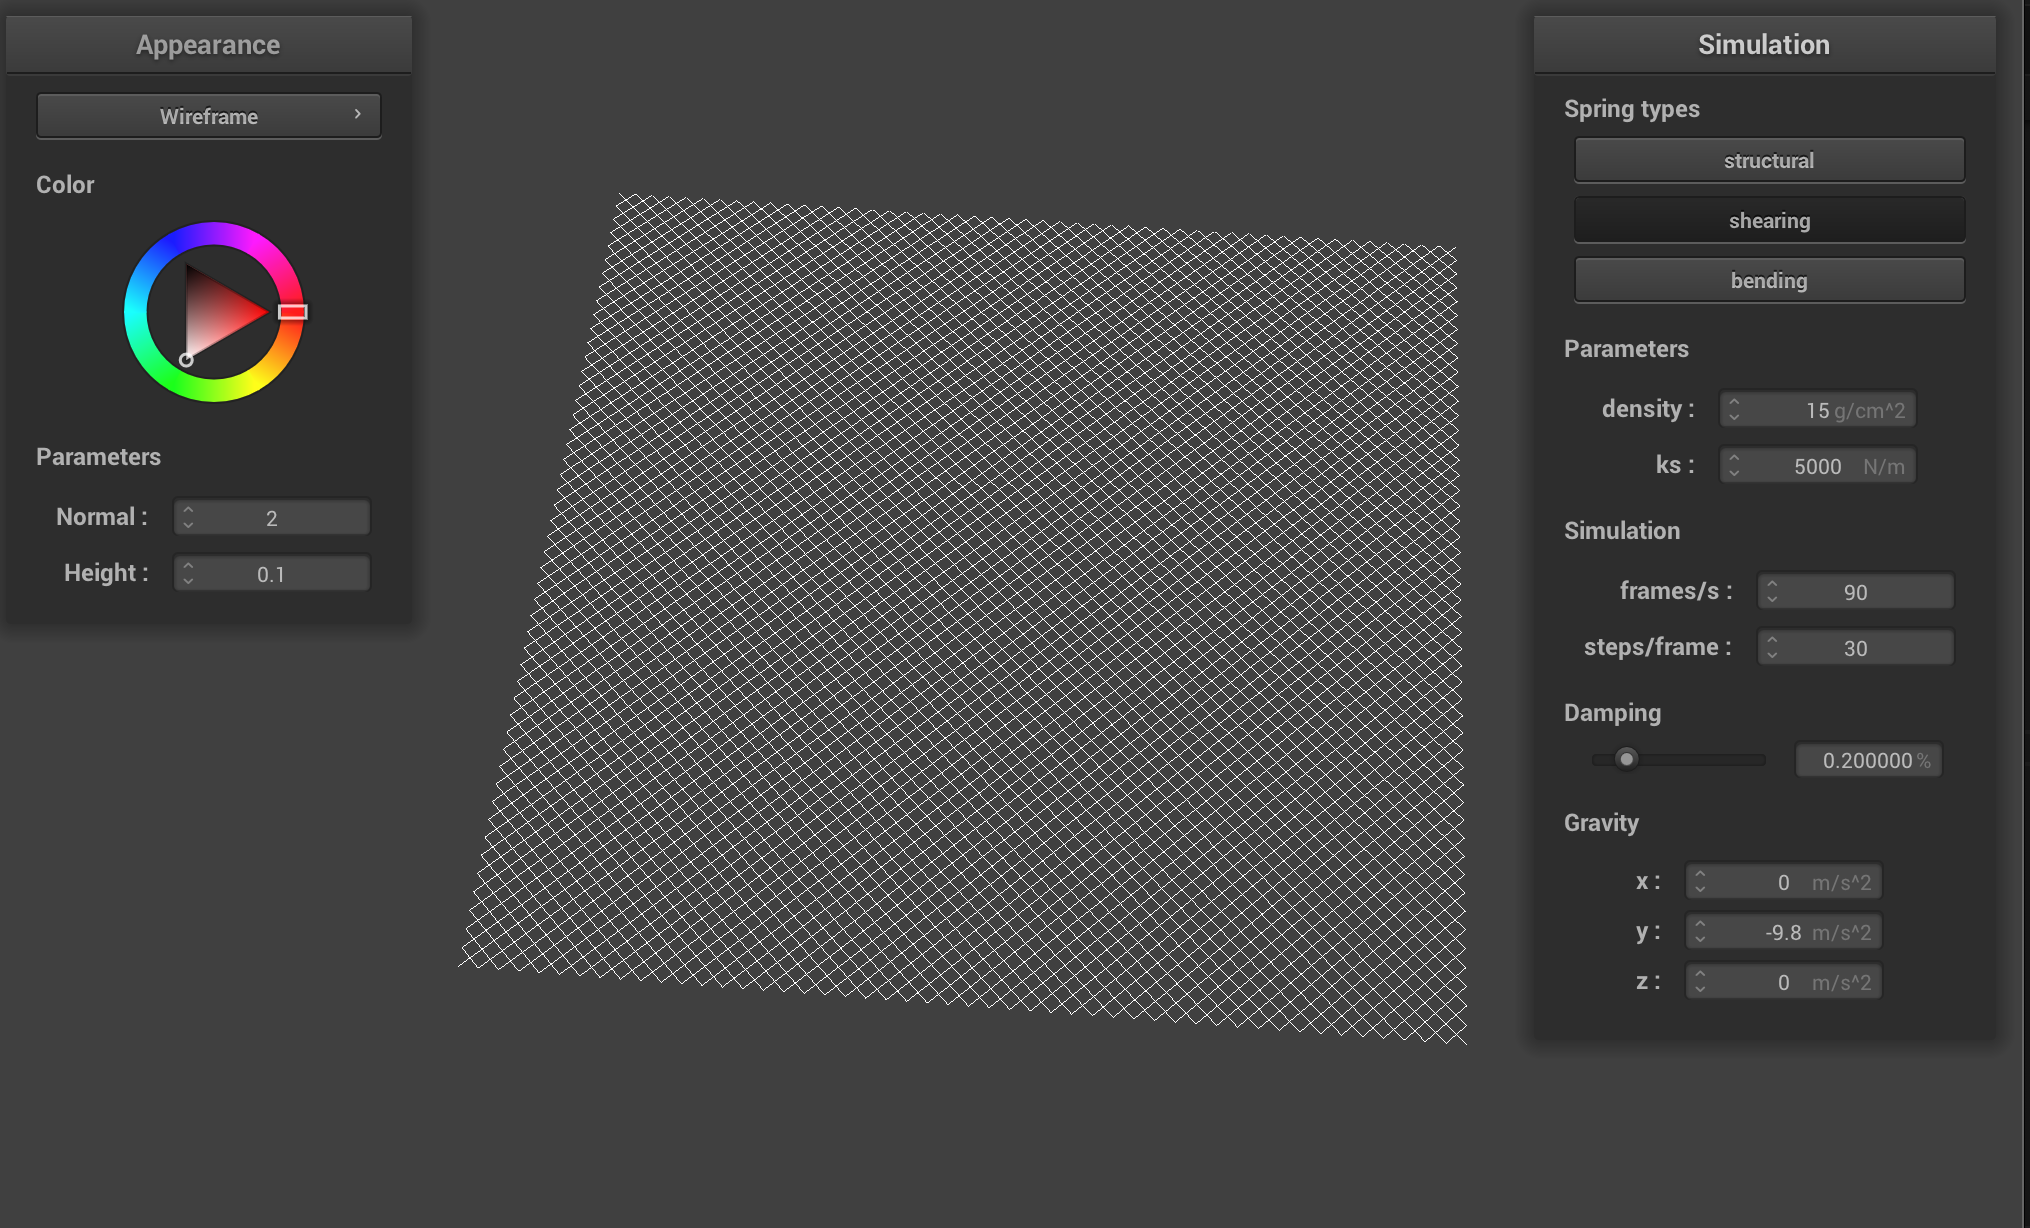 Appearance
Wireframe
Color
Parameters
Normal : 2
Height : 0.1
Simulation
Spring types
structural
shearing
bending
Parameters
density : 15 g/cm^2
ks : 5000 N/m
Simulation
frames/s : 90
steps/frame : 30
Damping
0.200000 %
Gravity
x : 0 m/s^2
y : -9.8 m/s^2
z : 0 m/s^2